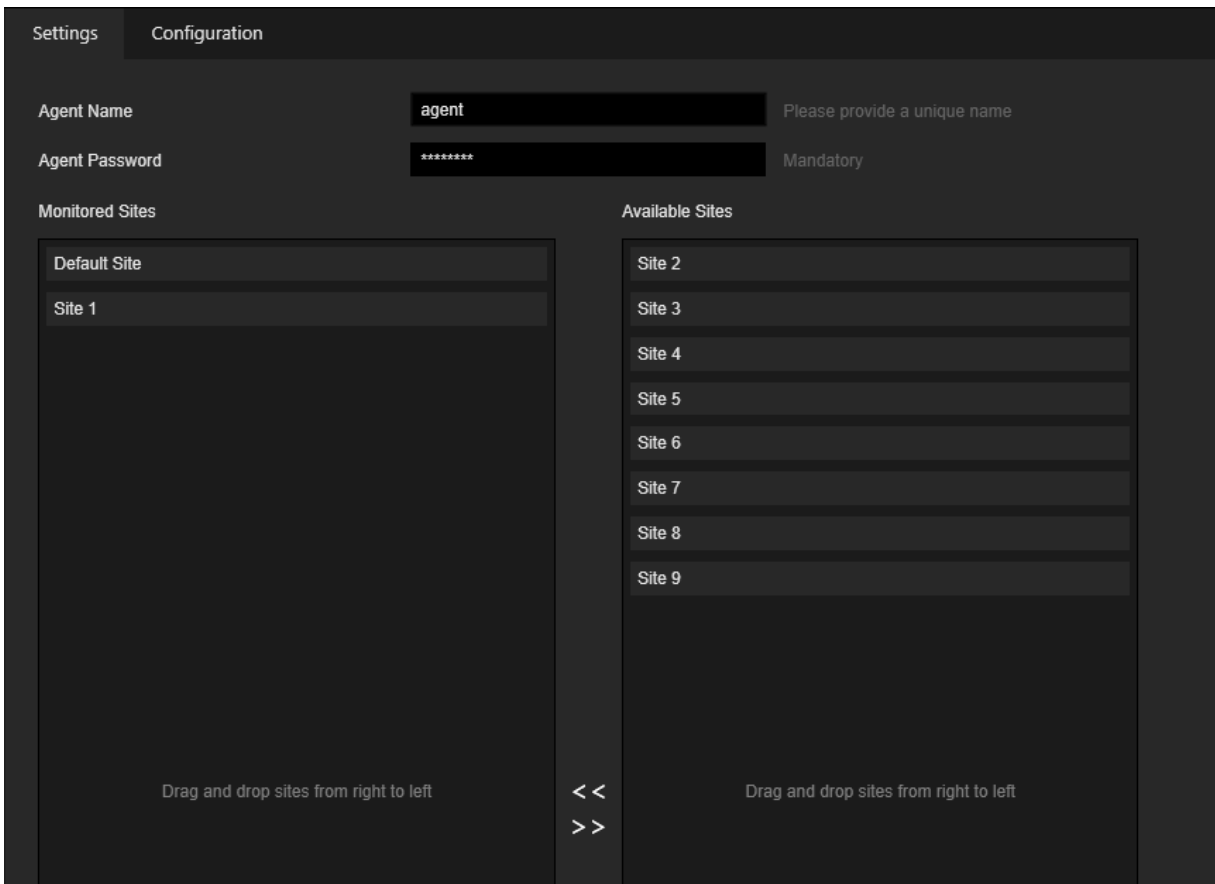 Settings Configuration
Agent Name agent Please provide a unique name
Agent Password ******** Mandatory
Monitored Sites Available Sites
Default Site Site 2
Site 1 Site 3
Site 4
Site 5
Site 6
Site 7
Site 8
Site 9
Drag and drop sites from right to left << Drag and drop sites from right to left
>>